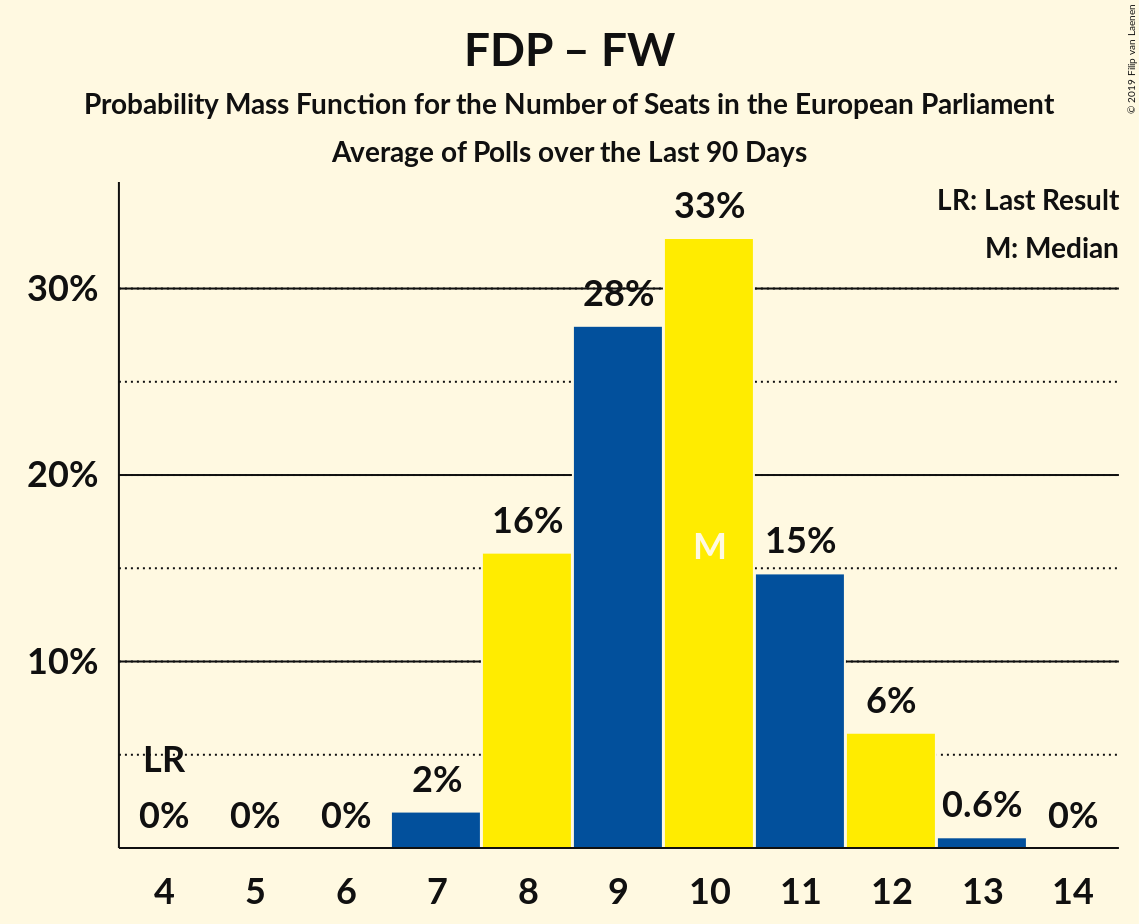 FDP – FW
Probability Mass Function for the Number of Seats in the European Parliament
Average of Polls over the Last 90 Days
© 2019 Filip van Laenen
LR: Last Result
M: Median
30%
20%
10%
LR
0%
0%
0%
2%
16%
28%
33%
M
15%
6%
0.6%
0%
4 5 6 7 8 9 10 11 12 13 14